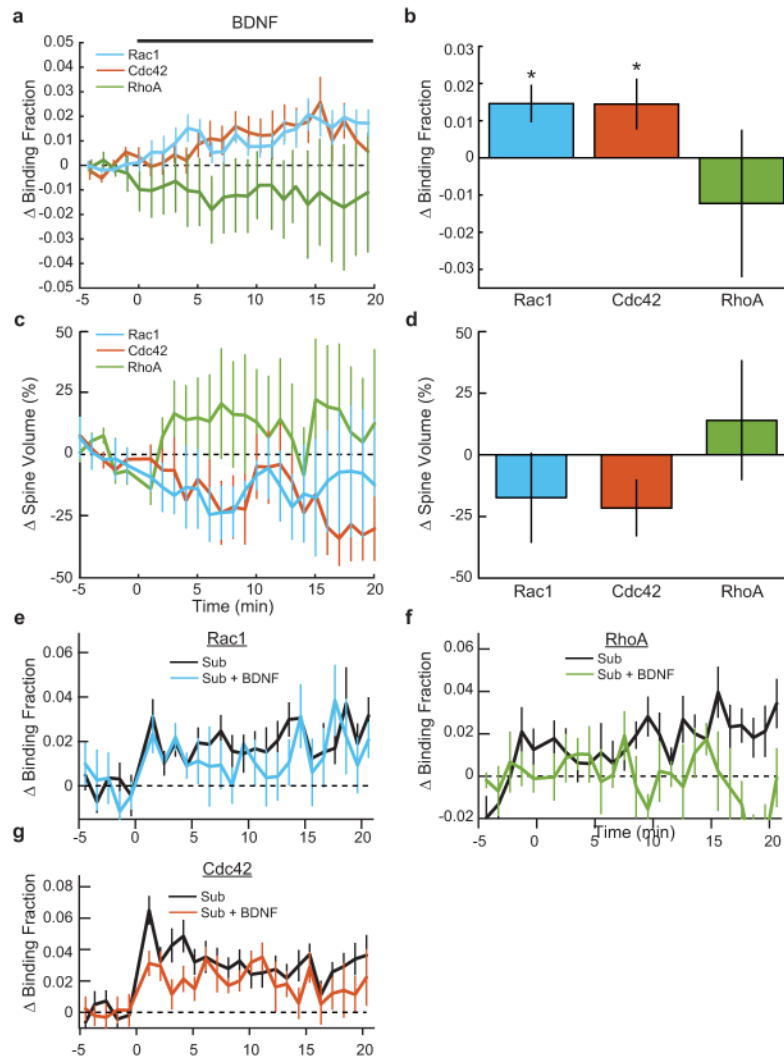 a
BDNF
Rac1
Cdc42
RhoA
Δ Binding Fraction
0.05
0.04
0.03
0.02
0.01
0
-0.01
-0.02
-0.03
-0.04
0.05
-5 0 5 10 15 20
b
Δ Binding Fraction
0.03
0.02
0.01
0
-0.01
-0.02
-0.03
* *
Rac1 Cdc42 RhoA
c
Rac1
Cdc42
RhoA
Δ Spine Volume (%)
50
25
0
-25
-50
-5 0 5 10 15 20
Time (min)
d
Δ Spine Volume (%)
50
25
0
-25
-50
Rac1 Cdc42 RhoA
e
Rac1
Sub
Sub + BDNF
Δ Binding Fraction
0.06
0.04
0.02
0
-5 0 5 10 15 20
f
RhoA
Sub
Sub + BDNF
Δ Binding Fraction
0.06
0.04
0.02
0
-0.02
-5 0 5 10 15 20
Time (min)
g
Cdc42
Sub
Sub + BDNF
Δ Binding Fraction
0.08
0.06
0.04
0.02
0
-5 0 5 10 15 20